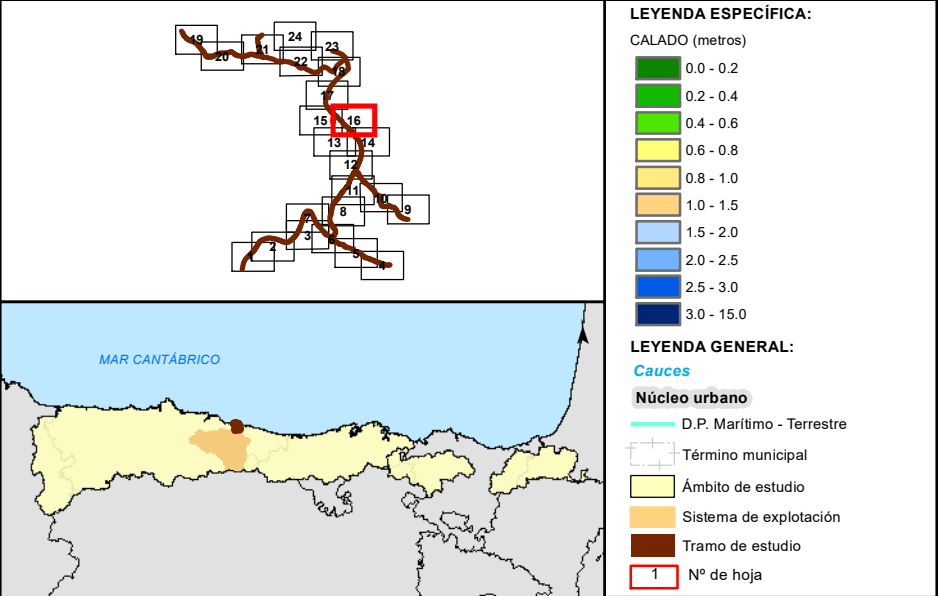 19
20
21
24
22
23
18
17
15
16
13
14
12
11
10
9
8
7
3
6
2
5
4
MAR CANTÁBRICO
LEYENDA ESPECÍFICA:
CALADO (metros)
0.0 - 0.2
0.2 - 0.4
0.4 - 0.6
0.6 - 0.8
0.8 - 1.0
1.0 - 1.5
1.5 - 2.0
2.0 - 2.5
2.5 - 3.0
3.0 - 15.0
LEYENDA GENERAL:
Cauces
Núcleo urbano
D.P. Marítimo - Terrestre
Término municipal
Ámbito de estudio
Sistema de explotación
Tramo de estudio
1 Nº de hoja